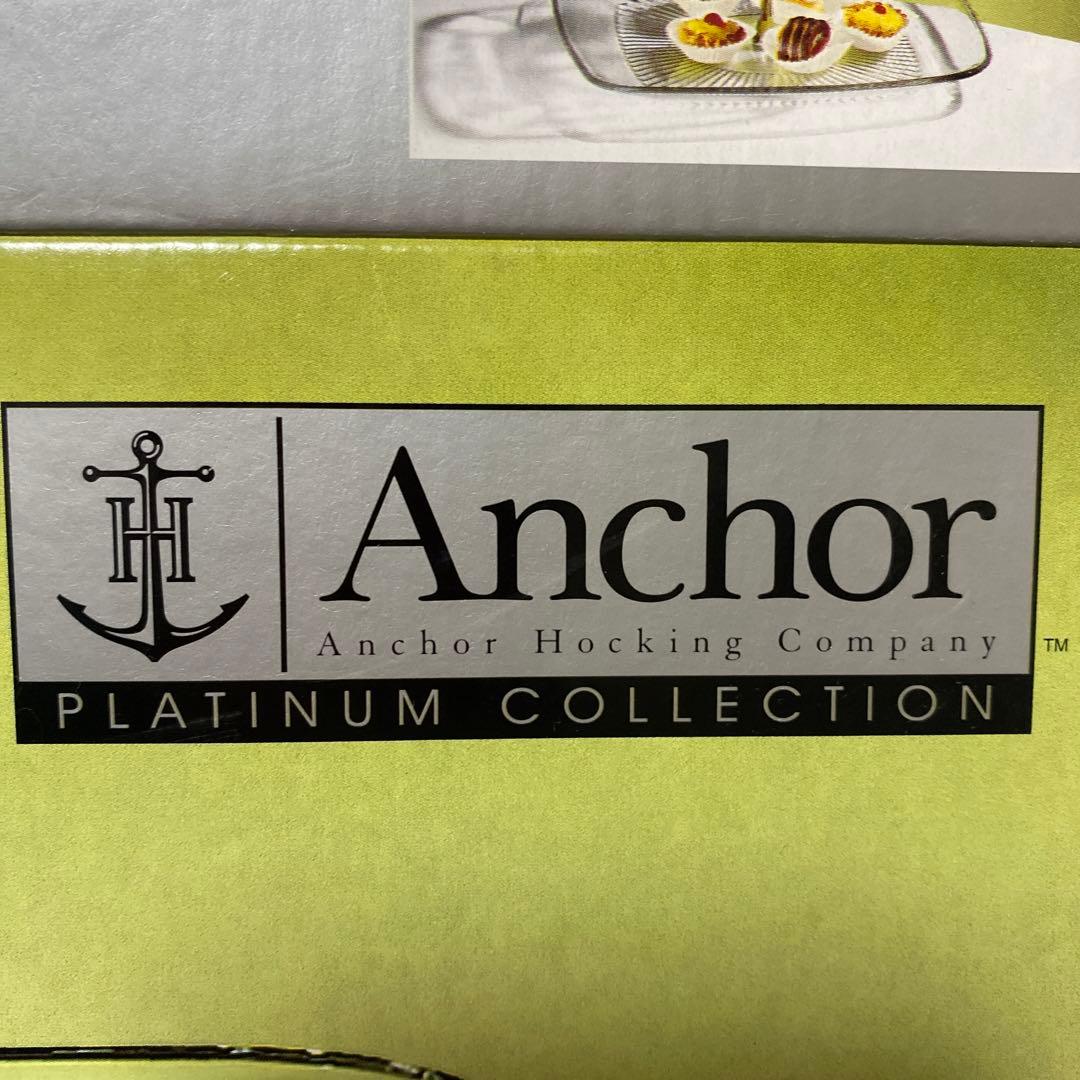 H
Anchor
Anchor Hocking Company
TM
PLATINUM COLLECTION